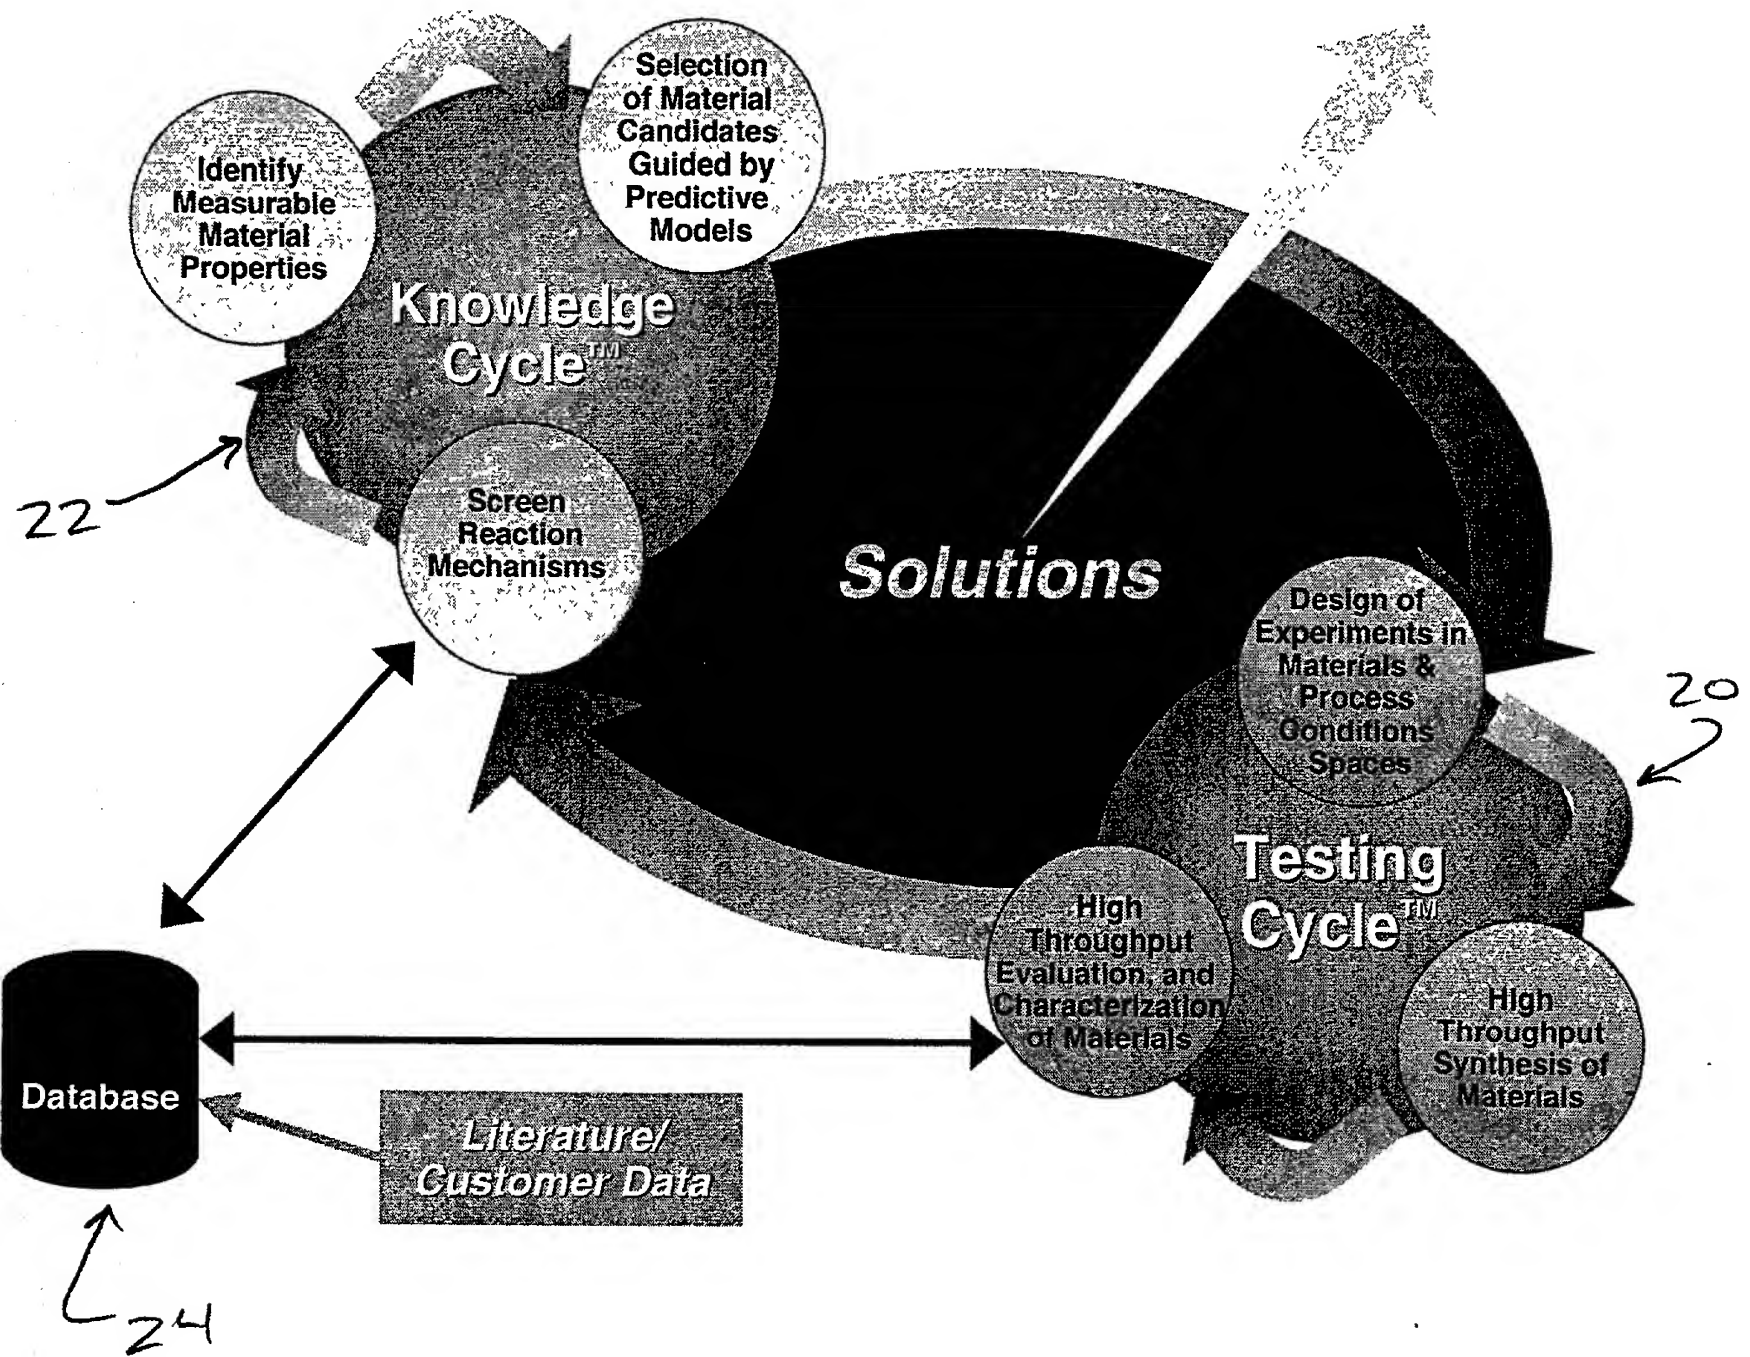 Selection
of Material
Candidates
Guided by
Predictive
Models
Identify
Measurable
Material
Properties
Knowledge
Cycle™
22
Screen
Reaction
Mechanisms
Solutions
Design of
Experiments in
Materials &
Process
Conditions
Spaces
20
Testing
Cycle™
High
Throughput
Evaluation, and
Characterization
of Materials
High
Throughput
Synthesis of
Materials
Database
Literature/
Customer Data
24